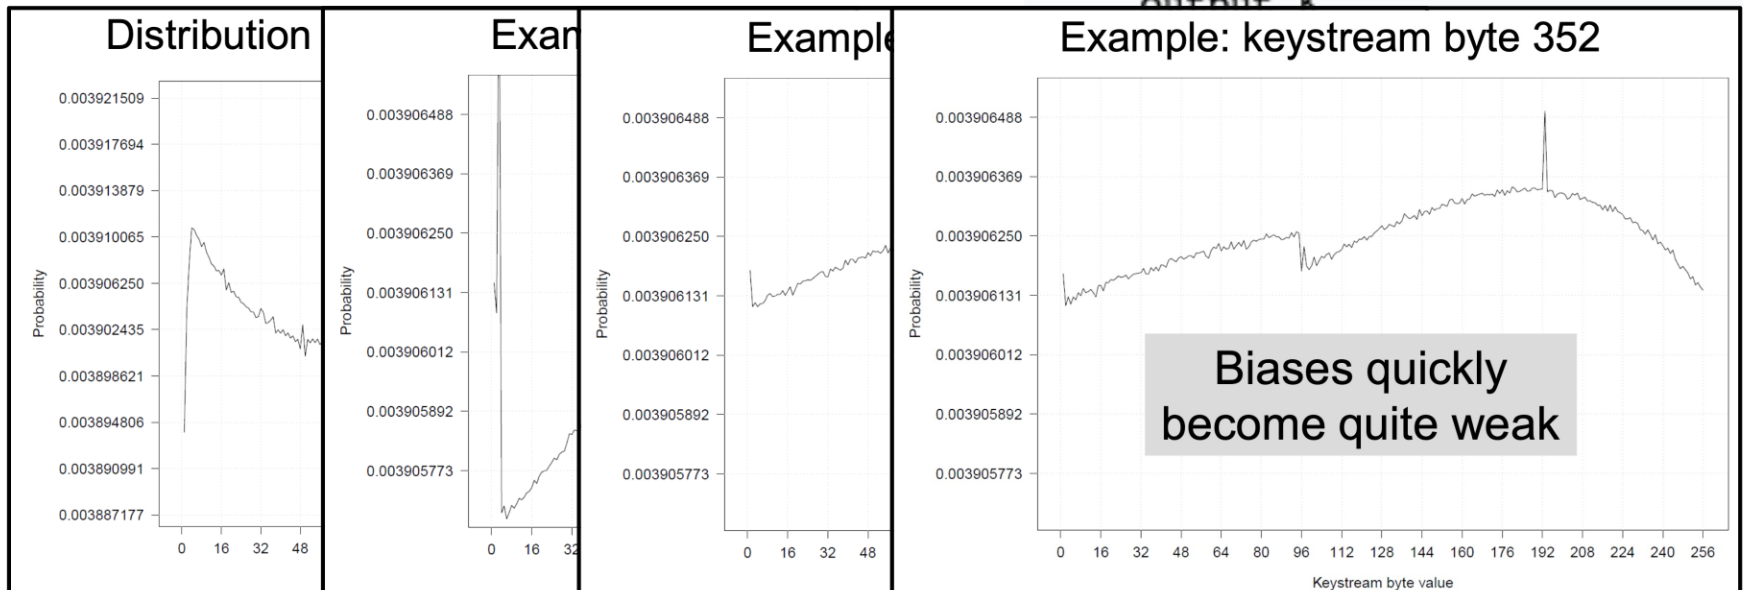 output k
Distribution
Exam
Example
Example: keystream byte 352
0.003921509
0.003917694
0.003913879
0.003910065
0.003906250
0.003902435
0.003898621
0.003894806
0.003890991
0.003887177
Probability
0 16 32 48
0.003906488
0.003906369
0.003906250
0.003906131
0.003906012
0.003905892
0.003905773
Probability
0 16 32
0.003906488
0.003906369
0.003906250
0.003906131
0.003906012
0.003905892
0.003905773
Probability
0 16 32 48
0.003906488
0.003906369
0.003906250
0.003906131
0.003906012
0.003905892
0.003905773
Probability
Biases quickly
become quite weak
0 16 32 48 64 80 96 112 128 144 160 176 192 208 224 240 256
Keystream byte value